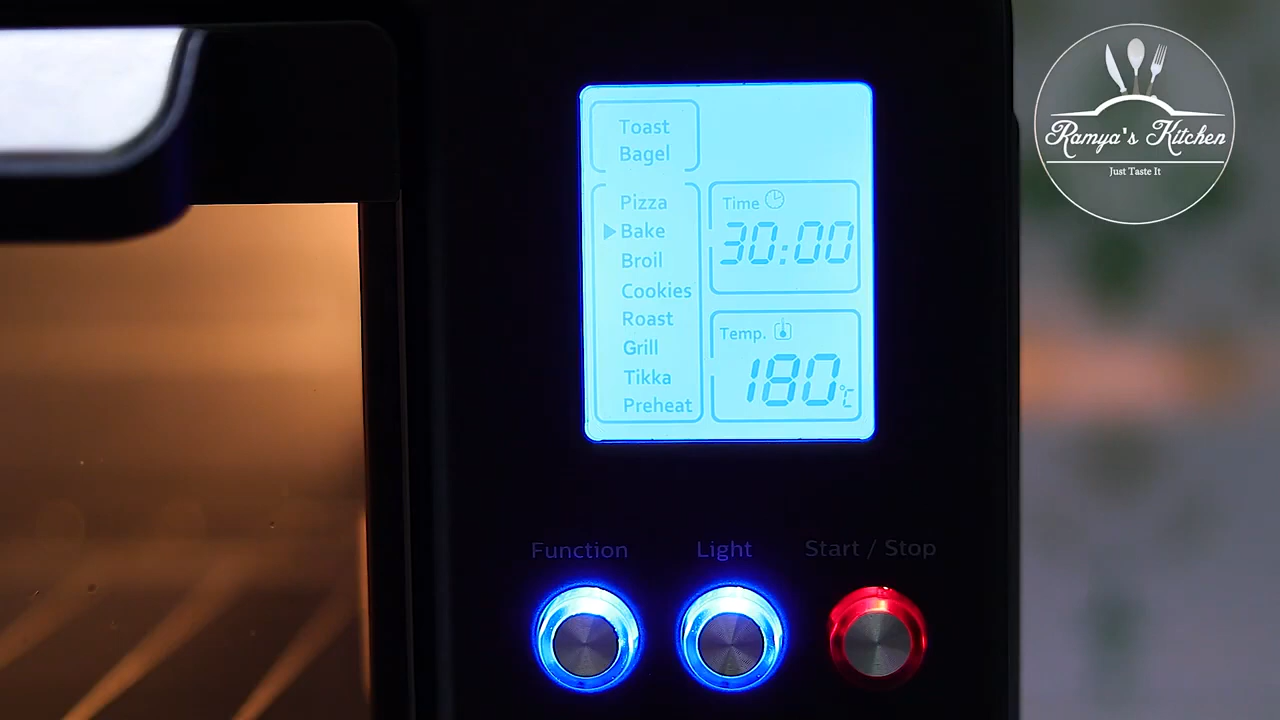 Toast
Bagel
Pizza
Bake
Broil
Cookies
Roast
Grill
Tikka
Preheat
Time
30:00
Temp.
180°C
Function
Light
Start / Stop
Ramya's Kitchen
Just Taste It